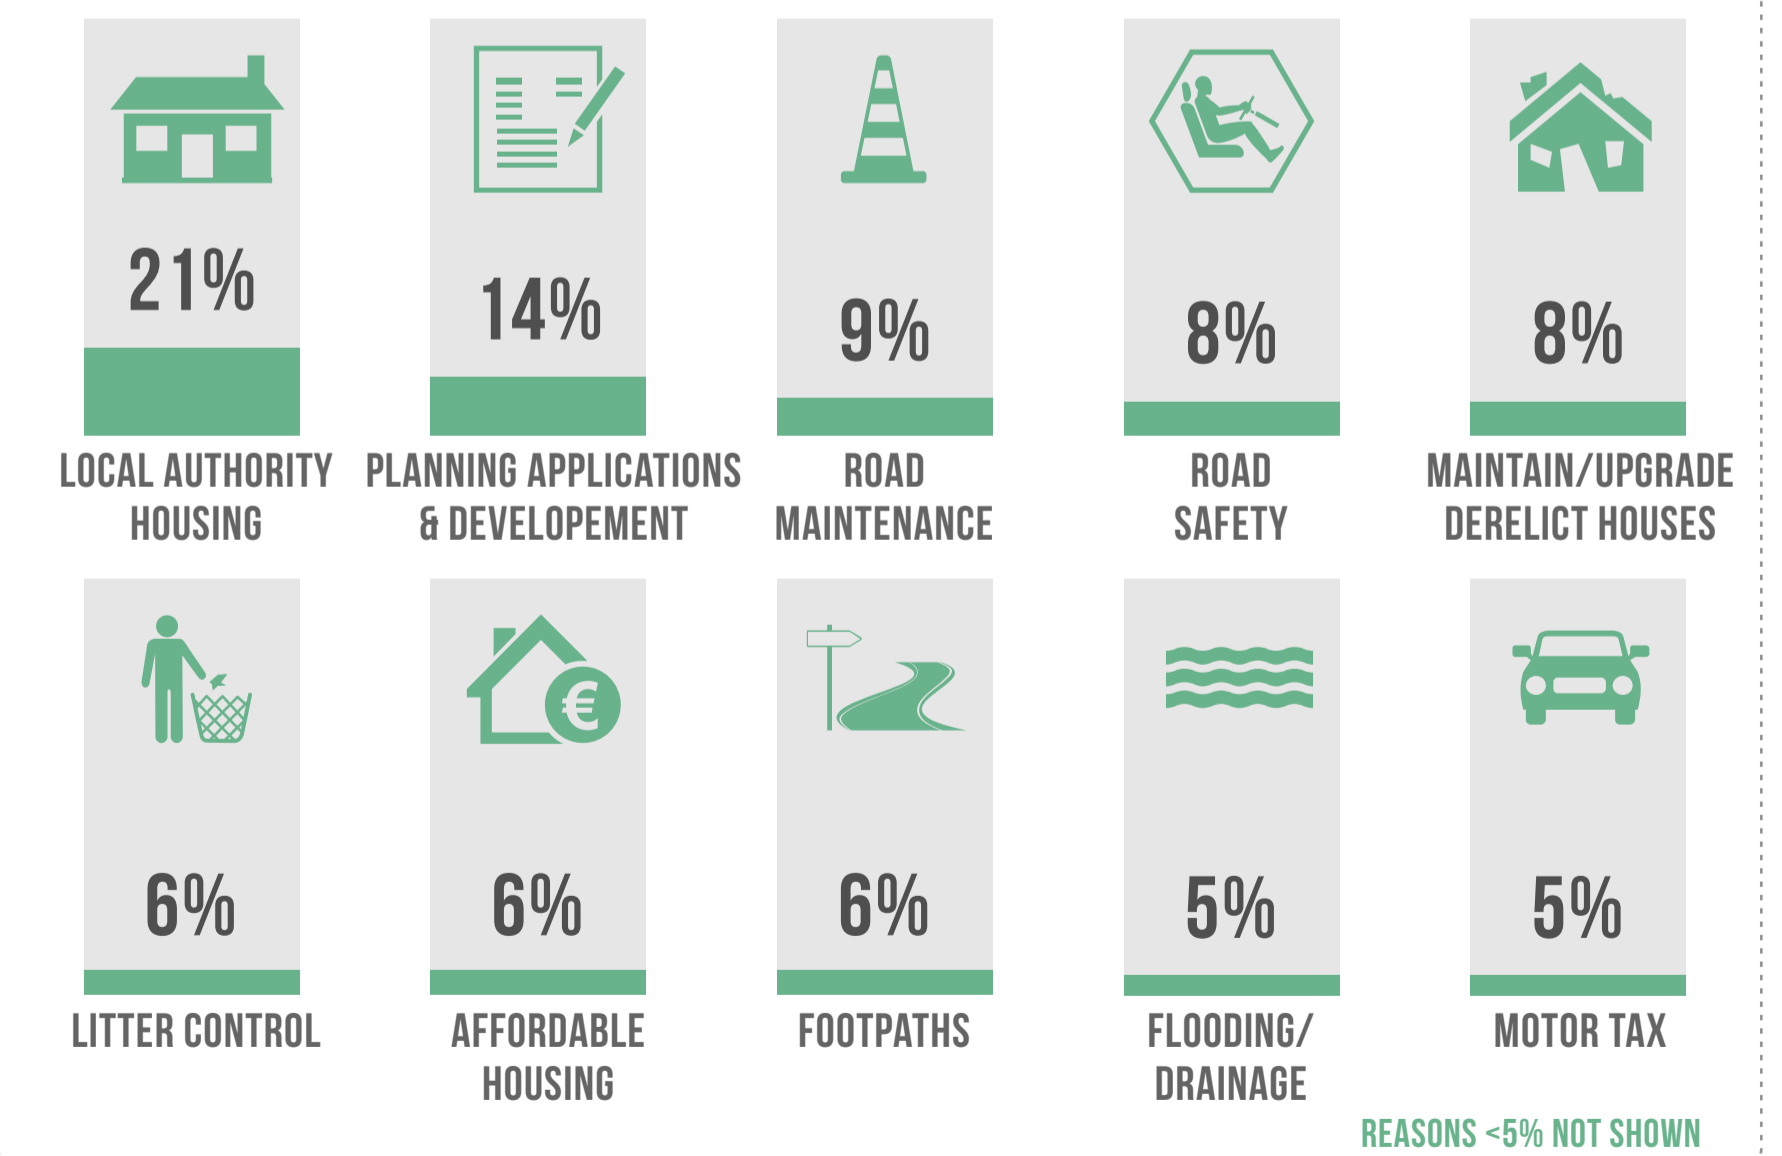 21%
14%
9%
8%
8%
LOCAL AUTHORITY
HOUSING
PLANNING APPLICATIONS
& DEVELOPEMENT
ROAD
MAINTENANCE
ROAD
SAFETY
MAINTAIN/UPGRADE
DERELICT HOUSES
€
6%
6%
6%
5%
5%
LITTER CONTROL
AFFORDABLE
HOUSING
FOOTPATHS
FLOODING/
DRAINAGE
MOTOR TAX
REASONS <5% NOT SHOWN